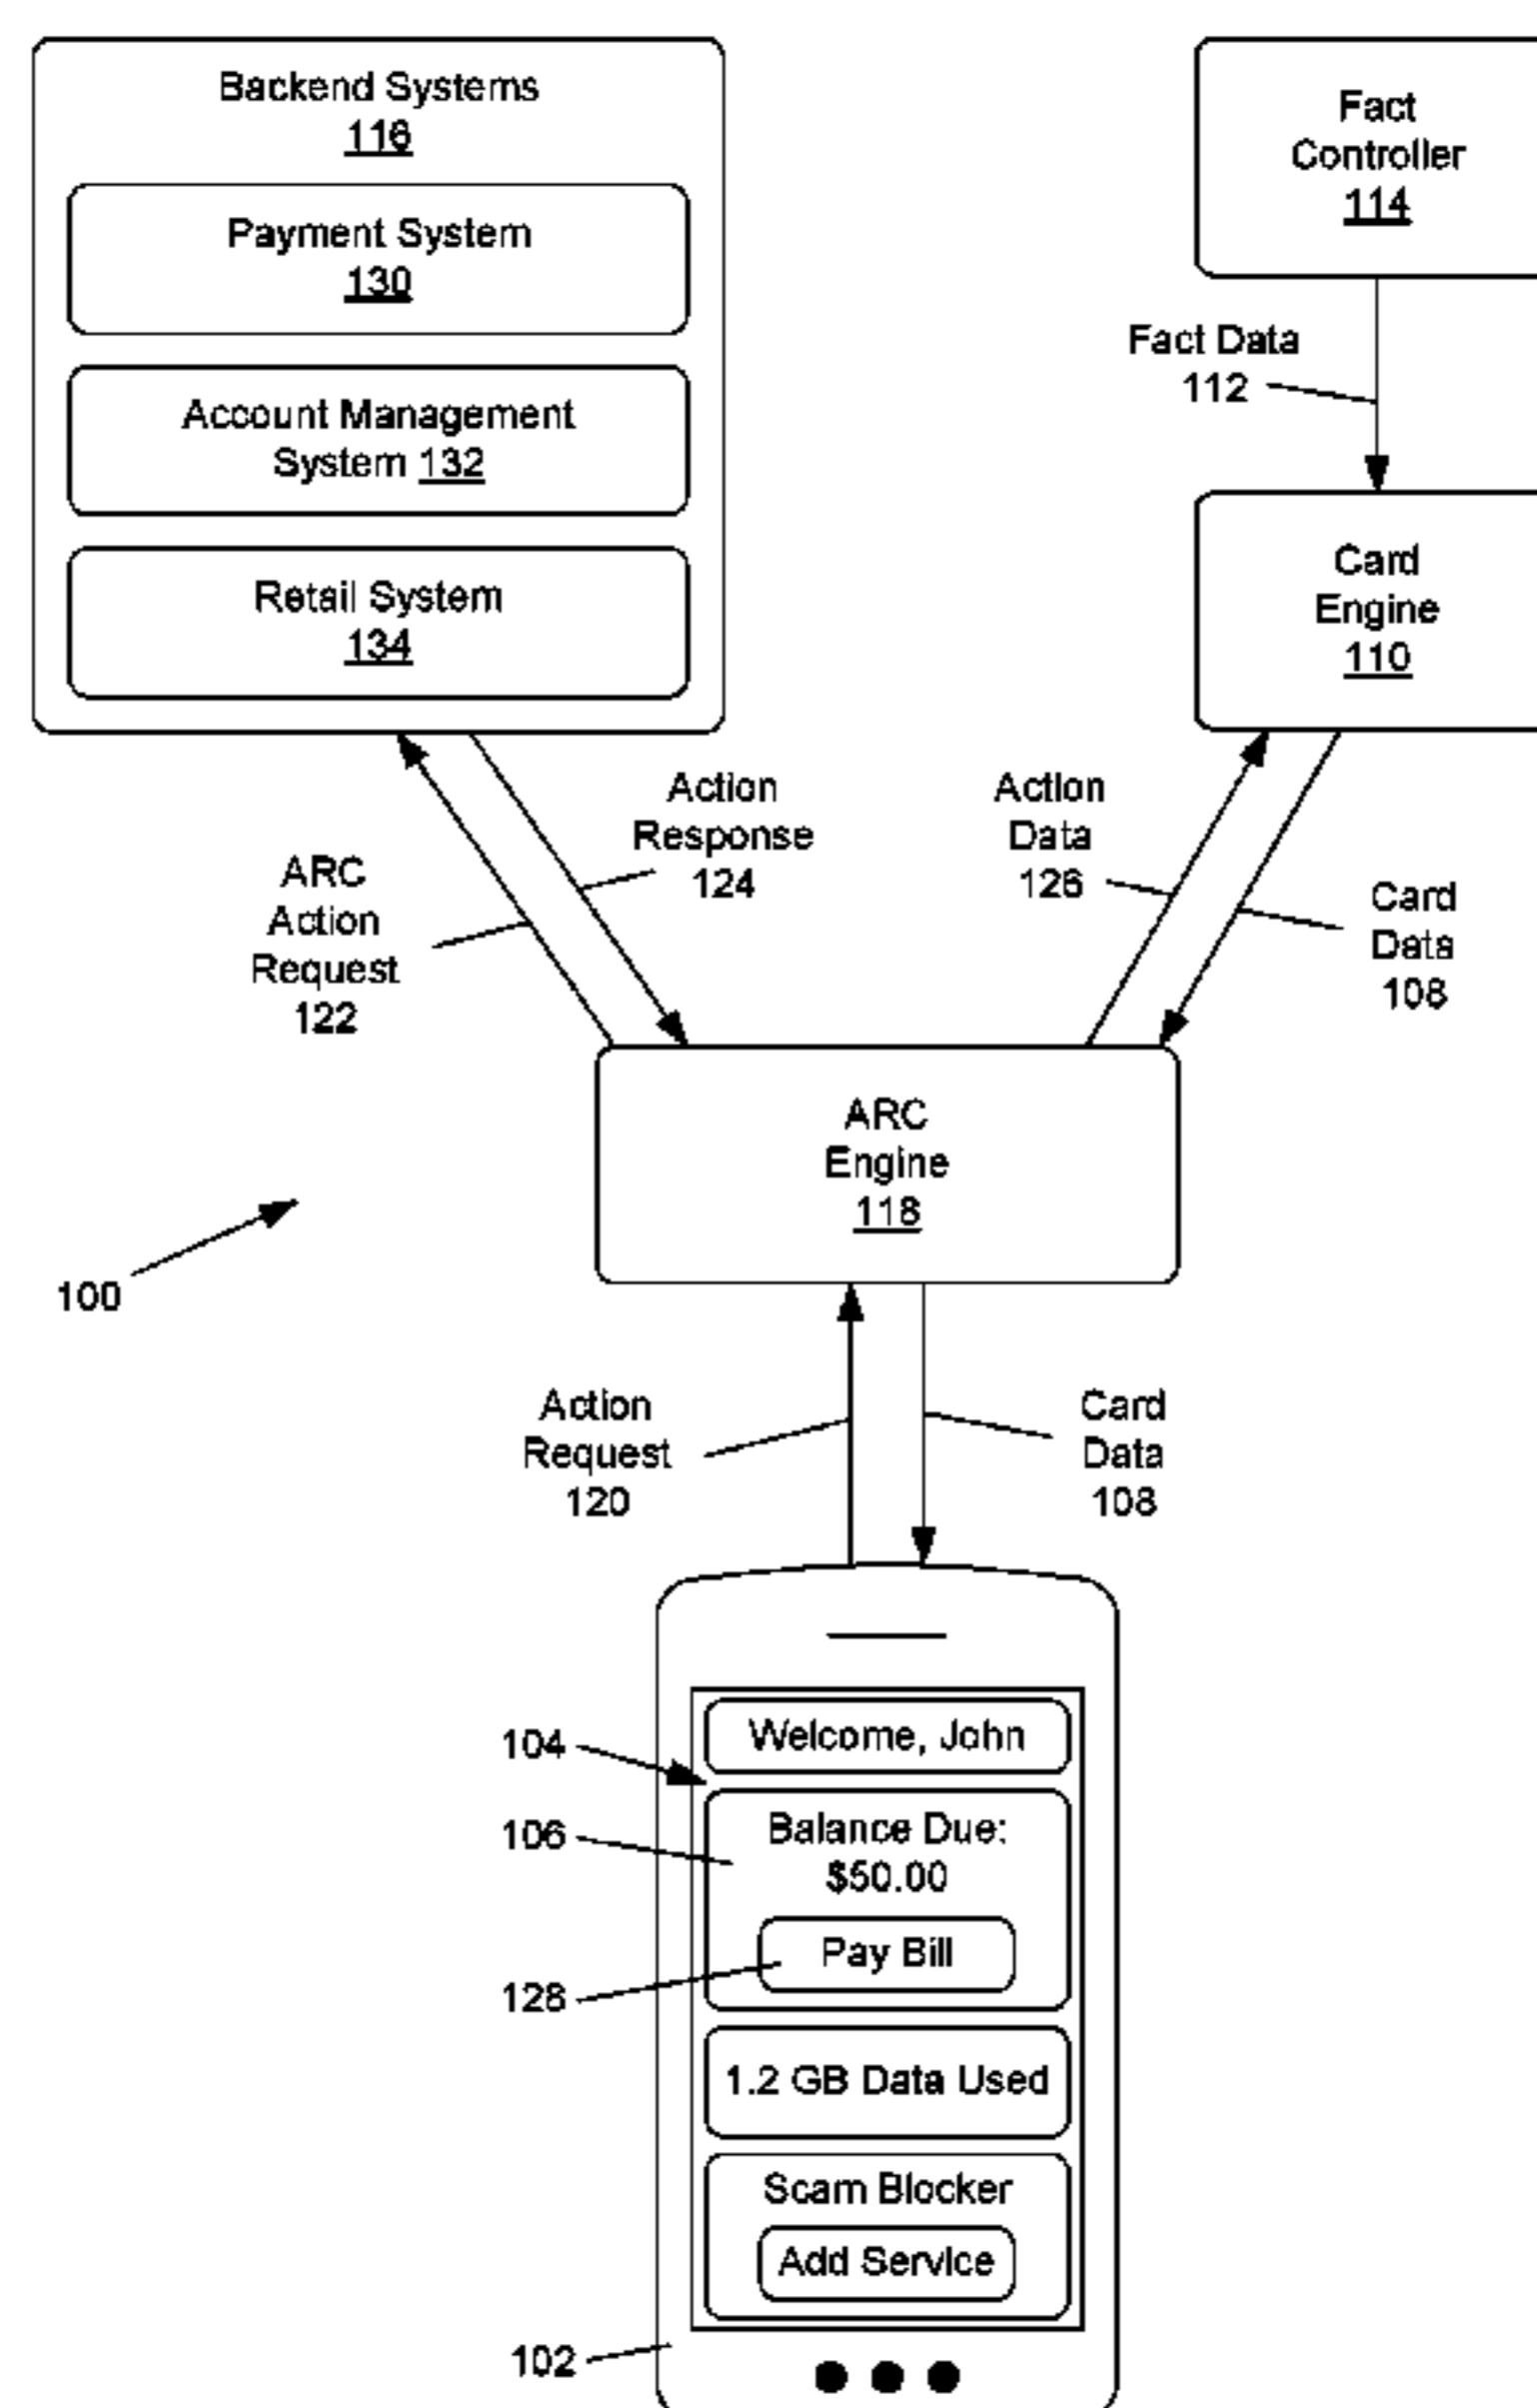 Backend Systems
116
Payment System
130
Account Management
System 132
Retail System
134
Fact
Controller
114
Fact Data
112
Card
Engine
110
Action
Response
124
ARC
Action
Request
122
Action
Data
126
Card
Data
108
ARC
Engine
118
100
Action
Request
120
Card
Data
108
104
Welcome, John
106
Balance Due:
$50.00
128
Pay Bill
1.2 GB Data Used
Scam Blocker
Add Service
102